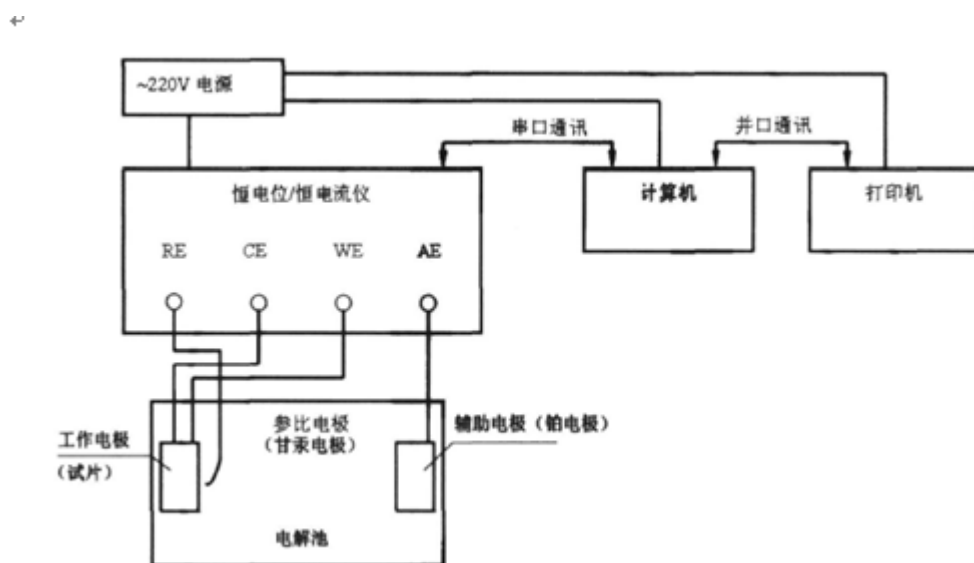 ~220V 电源
串口通讯
并口通讯
恒电位/恒电流仪
计算机
打印机
RE CE WE AE
参比电极
(甘汞电极)
辅助电极（铂电极）
工作电极
（试片）
电解池